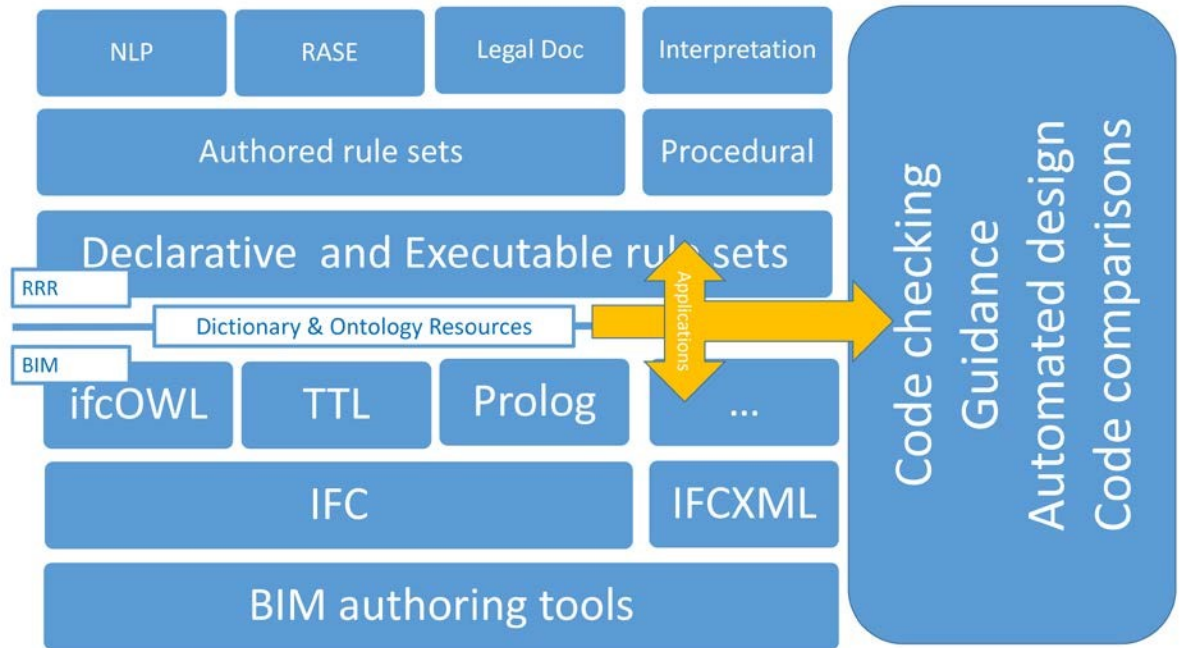 NLP
RASE
Legal Doc
Interpretation
Authored rule sets
Procedural
Declarative and Executable rule sets
RRR
Applications
Dictionary & Ontology Resources
BIM
ifcOWL
TTL
Prolog
...
IFC
IFCXML
BIM authoring tools
Code checking
Guidance
Automated design
Code comparisons